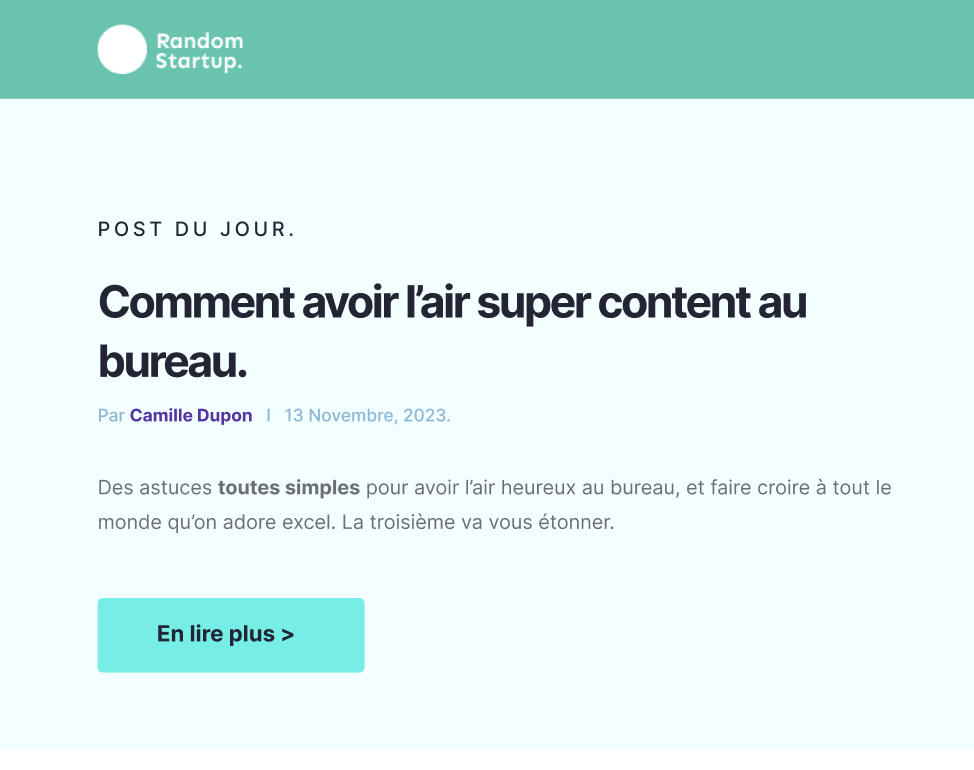 Random
Startup.
POST DU JOUR.
Comment avoir l’air super content au
bureau.
Par Camille Dupon | 13 Novembre, 2023.
Des astuces toutes simples pour avoir l’air heureux au bureau, et faire croire à tout le
monde qu’on adore excel. La troisième va vous étonner.
En lire plus >